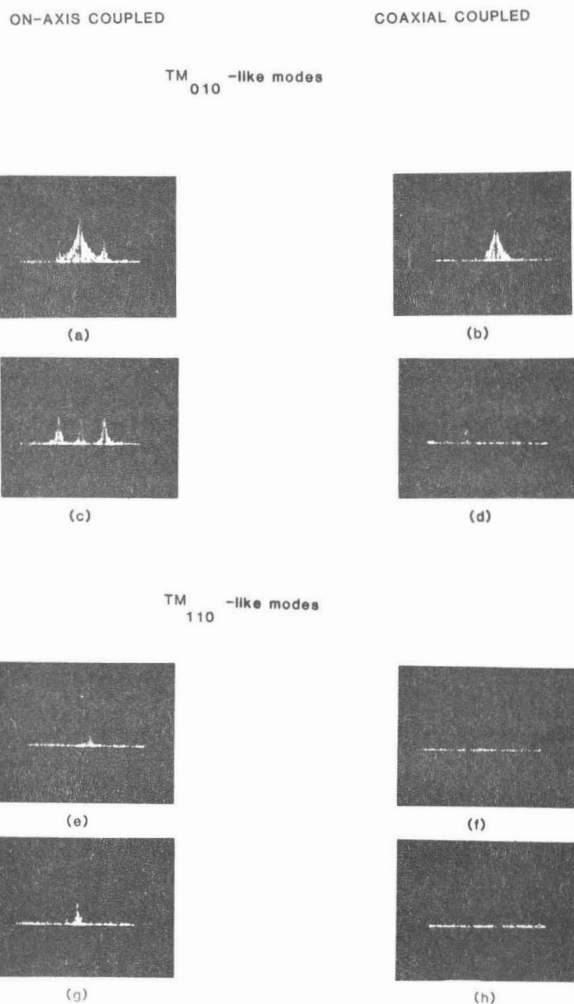 ON-AXIS COUPLED COAXIAL COUPLED
TM010 -like modes
(a) (b)
(c) (d)
TM110 -like modes
(e) (f)
(g) (h)